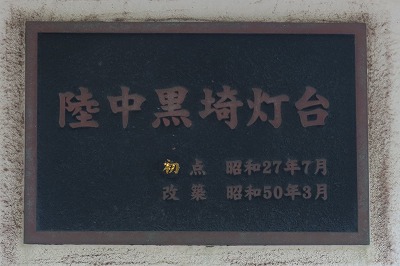 陸中黒埼灯台
初点 昭和27年7月
改築 昭和50年3月